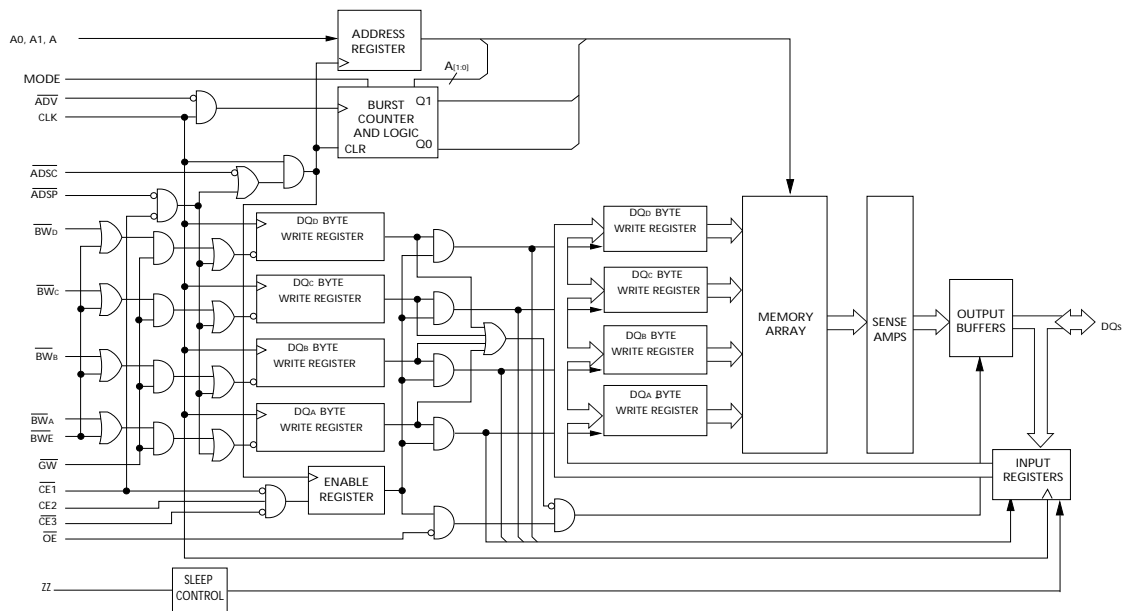 A0, A1, A
ADDRESS
REGISTER
A[1:0]
MODE
ADV
CLK
BURST
COUNTER
AND LOGIC
CLR
Q1
Q0
ADSC
ADSP
BWD
DQD BYTE
WRITE REGISTER
BWC
DQC BYTE
WRITE REGISTER
BWB
DQB BYTE
WRITE REGISTER
BWA
BWE
DQA BYTE
WRITE REGISTER
GW
CE1
CE2
CE3
OE
ENABLE
REGISTER
DQD BYTE
WRITE REGISTER
DQC BYTE
WRITE REGISTER
DQB BYTE
WRITE REGISTER
DQA BYTE
WRITE REGISTER
MEMORY
ARRAY
SENSE
AMPS
OUTPUT
BUFFERS
DQs
INPUT
REGISTERS
ZZ
SLEEP
CONTROL